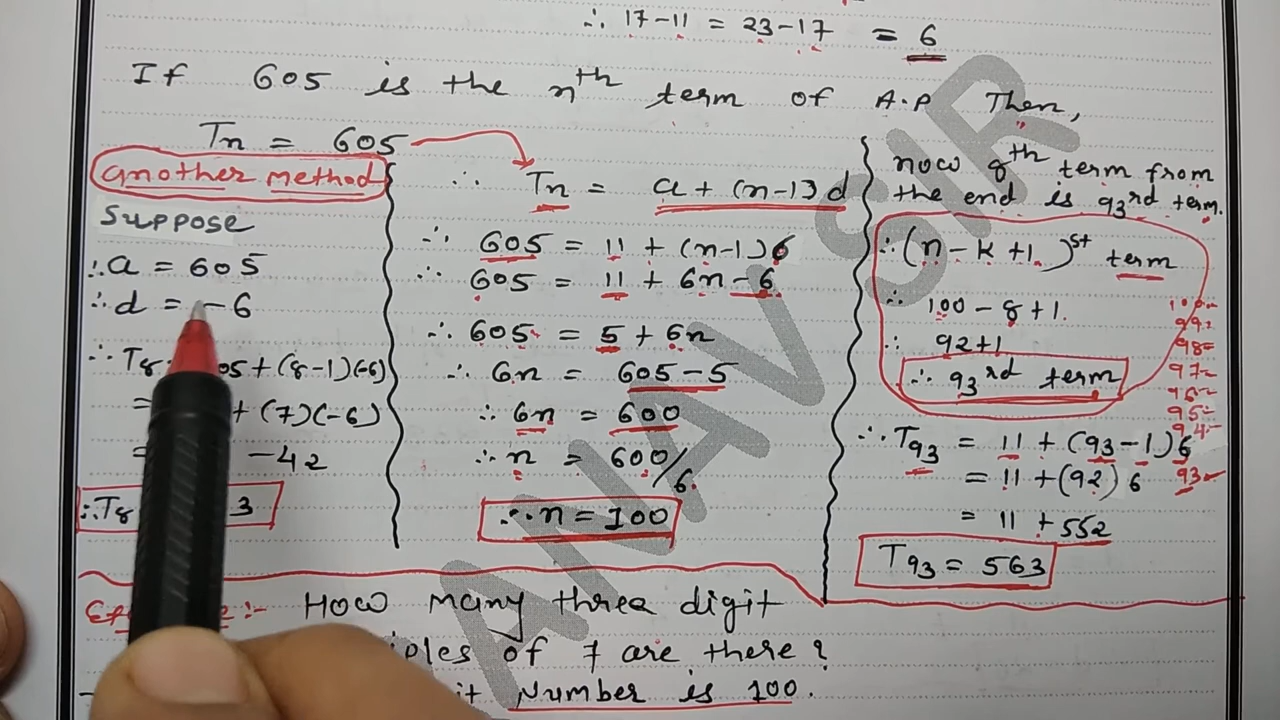 ∴ 17-11 = 23-17 = 6
If 605 is the nth term of A.P Then,
Tn = 605
another method
Suppose
∴ a = 605
∴ d = -6
∴ T8 05 + (8-1)(-6)
= + (7)(-6)
= -42
∴ T8 3
∴ Tn = a + (n-1)d
∴ 605 = 11 + (n-1)6
∴ 605 = 11 + 6n - 6
∴ 605 = 5 + 6n
∴ 6n = 605 - 5
∴ 6n = 600
∴ n = 600/6
∴ n = 100
now 8th term from
the end is 93rd term.
∴ (n - k + 1)st term
∴ 100 - 8 + 1
∴ 92 + 1
∴ 93rd term
100-
99-
98-
97-
96-
95-
94-
93
∴ T93 = 11 + (93-1)6
= 11 + (92)6
= 11 + 552
T93 = 563
How many three digit
of 7 are there?
Number is 100.
ANAV SIR